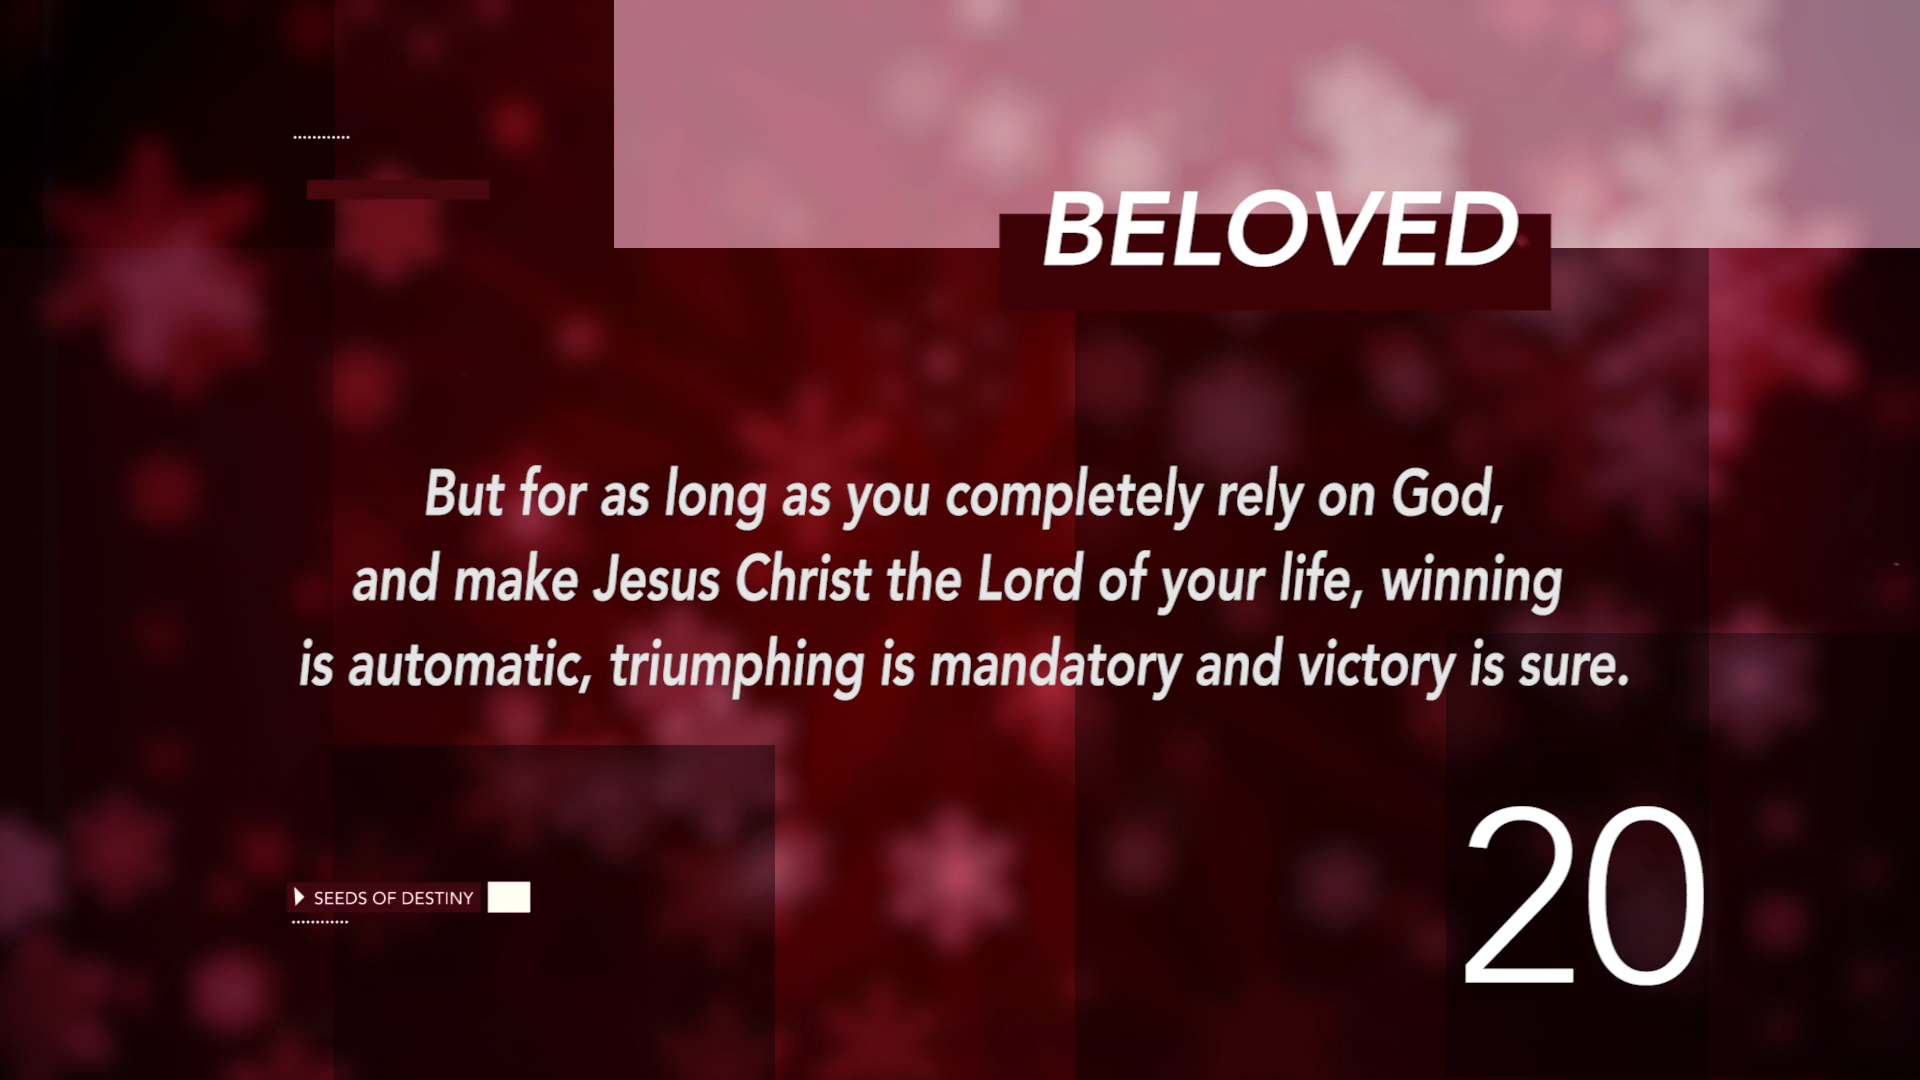 BELOVED
But for as long as you completely rely on God,
and make Jesus Christ the Lord of your life, winning
is automatic, triumphing is mandatory and victory is sure.
SEEDS OF DESTINY
20